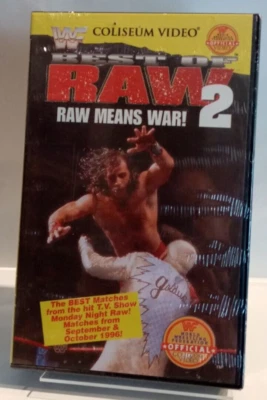 COLISEUM VIDEO
BEST OF
RAW
2
RAW MEANS WAR!
The BEST Matches
from the hit T.V. Show
Monday Night Raw!
Matches from
September &
October 1996!
OFFICIAL